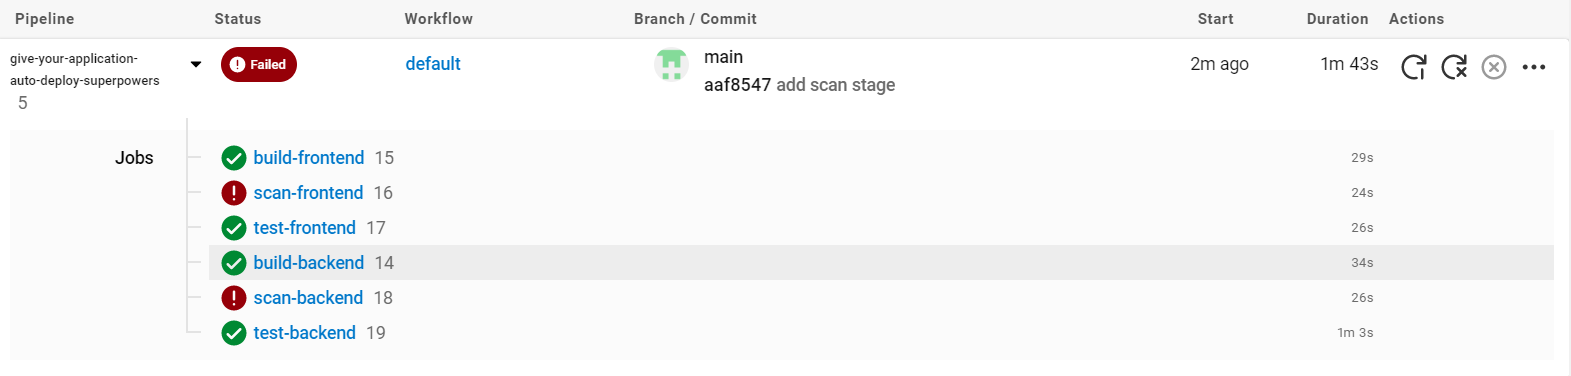 Pipeline Status Workflow Branch / Commit Start Duration Actions
give-your-application-auto-deploy-superpowers 5 Failed default main 2m ago 1m 43s
aaf8547 add scan stage
Jobs
build-frontend 15 29s
scan-frontend 16 24s
test-frontend 17 26s
build-backend 14 34s
scan-backend 18 26s
test-backend 19 1m 3s